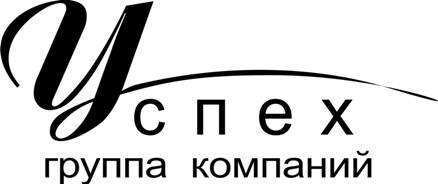 Успех
группа компаний